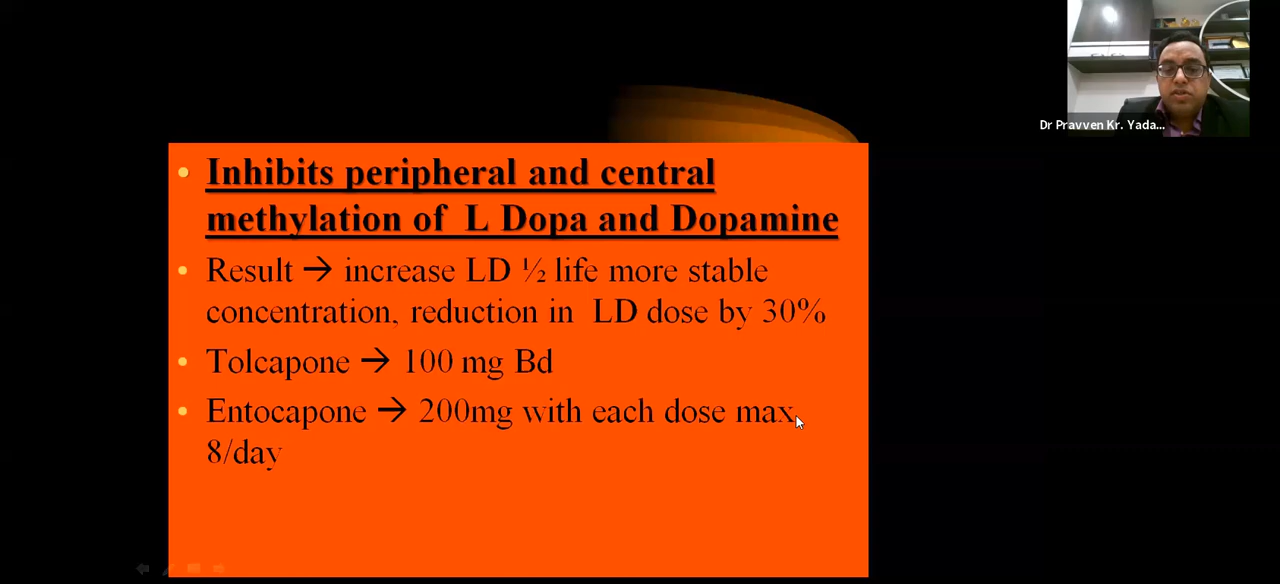 Dr Pravven Kr. Yada...
• Inhibits peripheral and central
methylation of L Dopa and Dopamine
• Result → increase LD ½ life more stable
concentration, reduction in LD dose by 30%
• Tolcapone → 100 mg Bd
• Entocapone → 200mg with each dose max
8/day